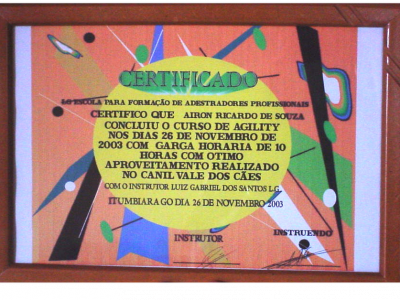 CERTIFICADO
LG ESCOLA PARA FORMAÇÃO DE ADESTRADORES PROFISSIONAIS
CERTIFICO QUE AIRON RICARDO DE SOUZA
CONCLUIU O CURSO DE AGILITY
NOS DIAS 26 DE NOVEMBRO DE
2003 COM GARGA HORARIA DE 10
HORAS COM OTIMO
APROVEITAMENTO REALIZADO
NO CANIL VALE DOS CÃES
COM O INSTRUTOR LUIZ GABRIEL DOS SANTOS L.G.
ITUMBIARA GO DIA 26 DE NOVEMBRO 2003
INSTRUTOR INSTRUENDO